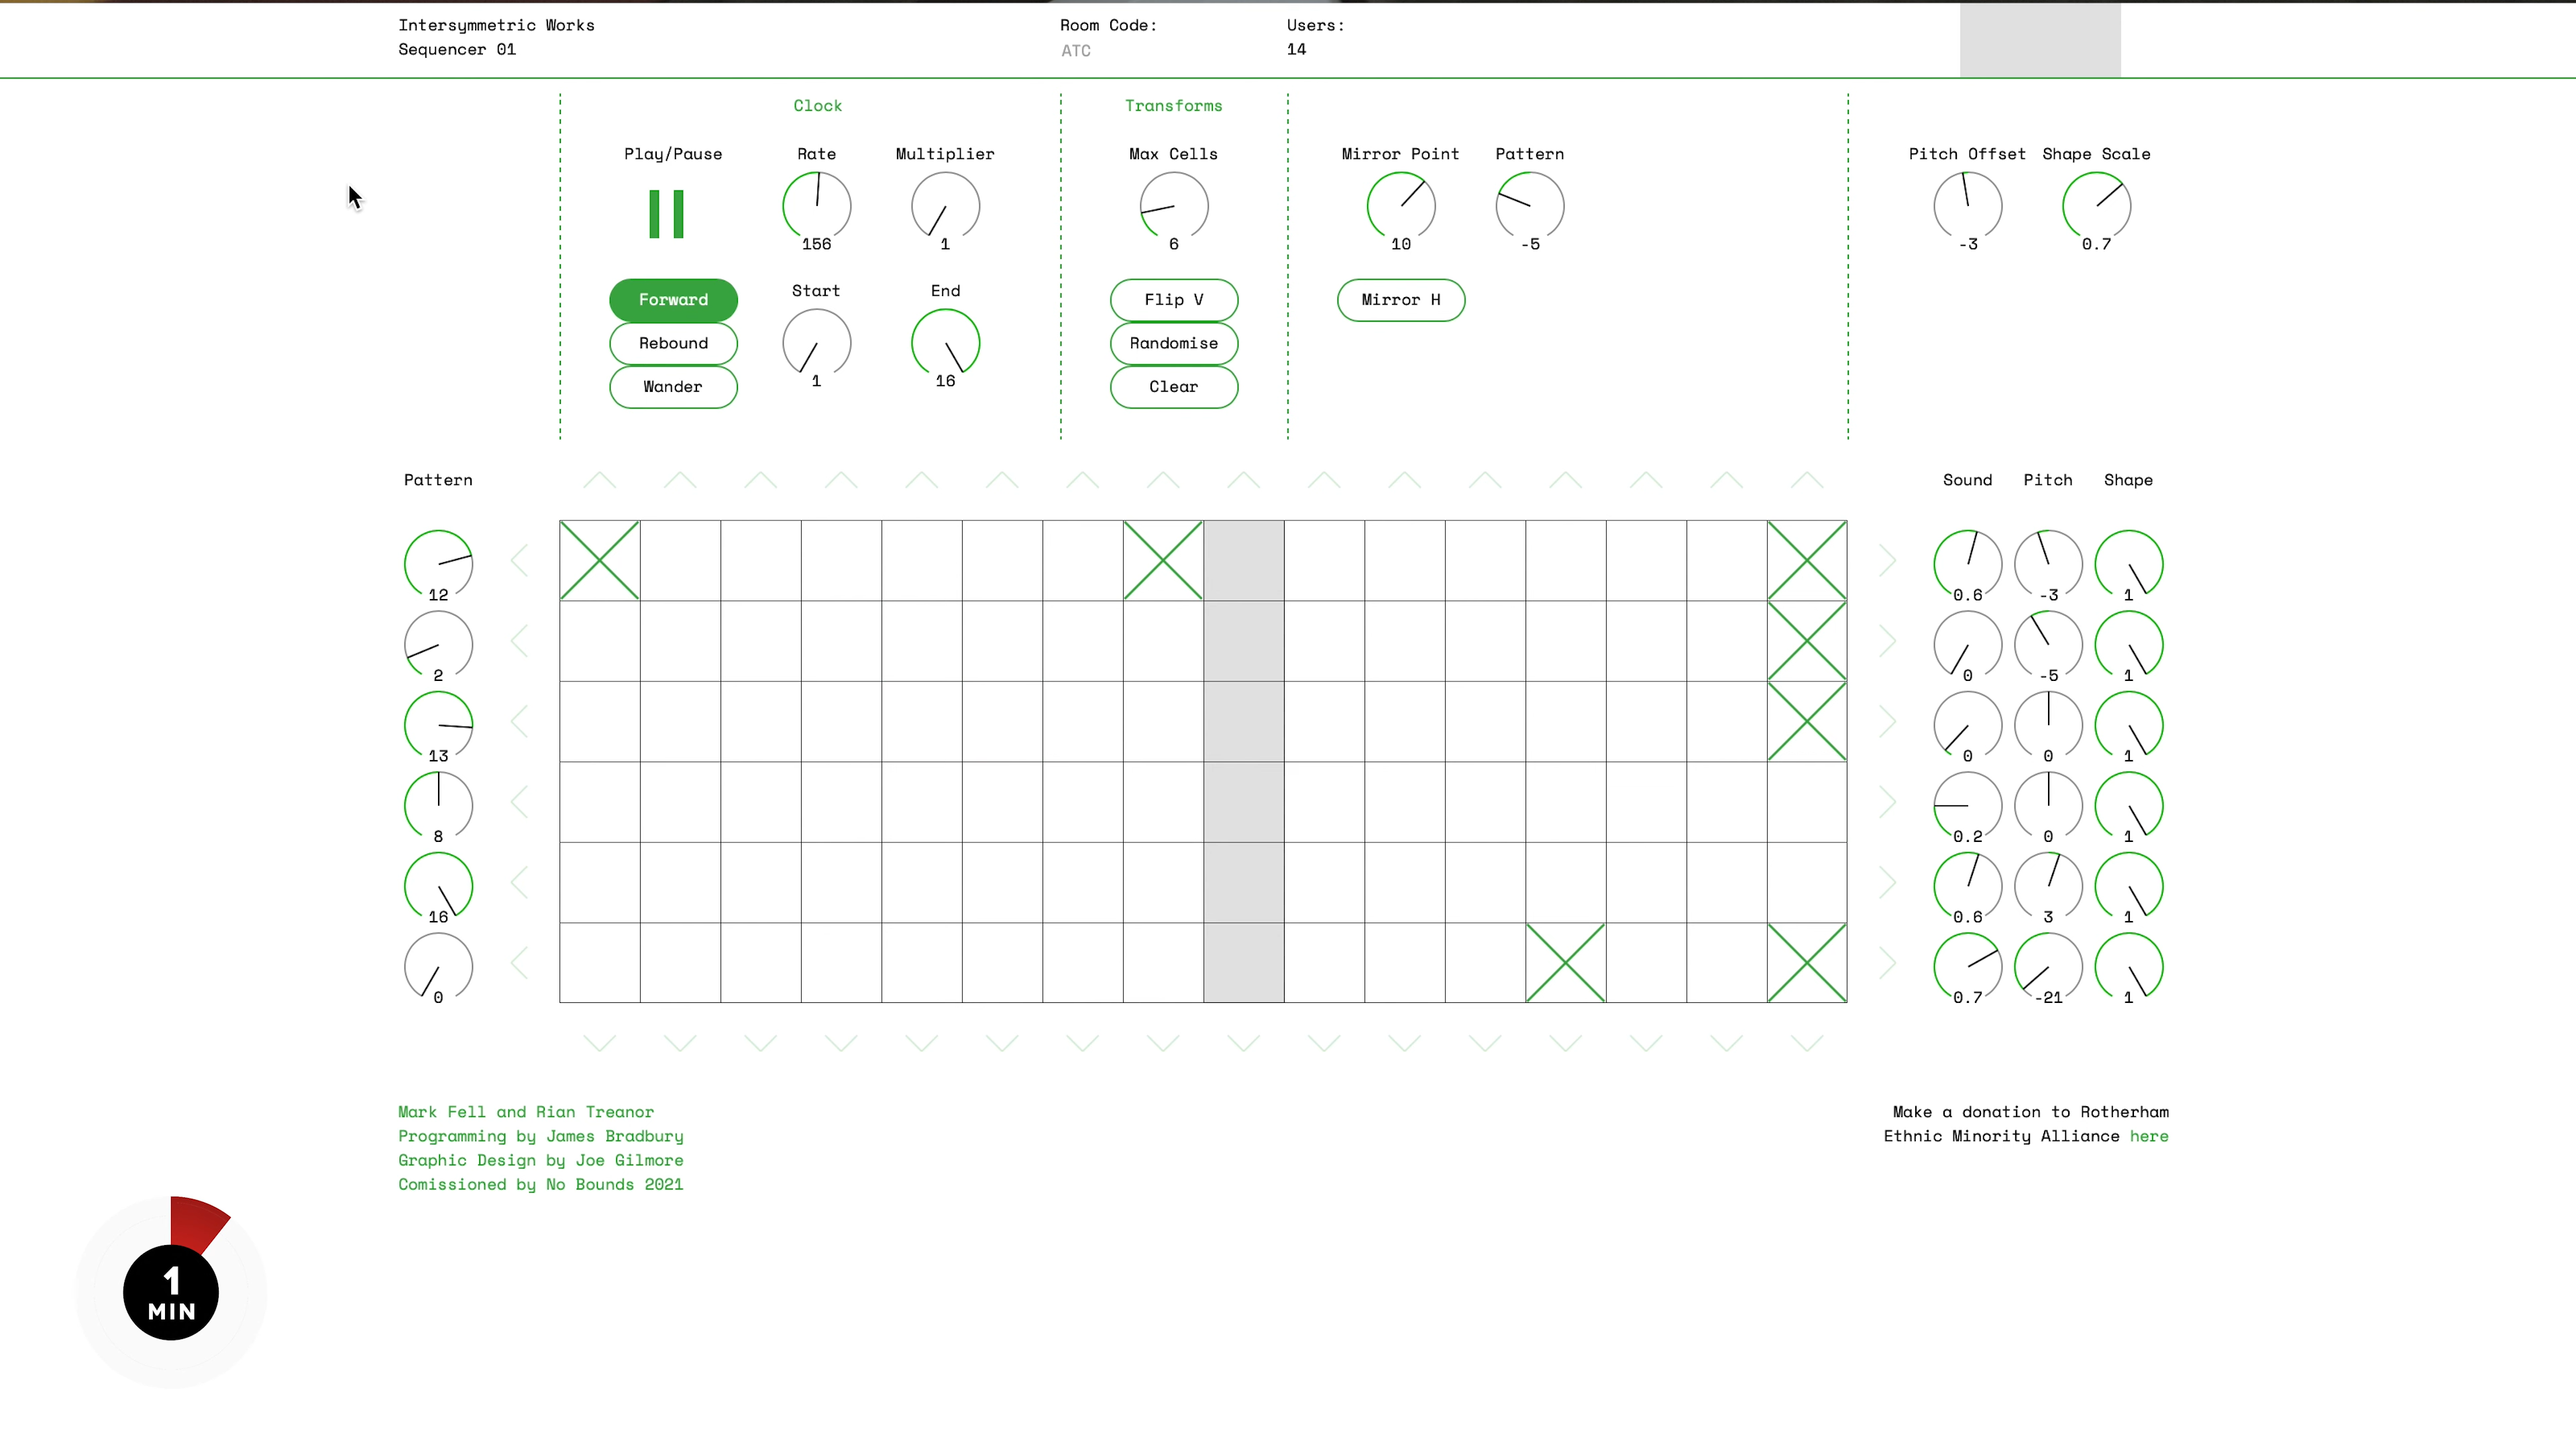 Intersymmetric Works
Sequencer 01
Room Code:
ATC
Users:
14
Clock
Transforms
Play/Pause Rate Multiplier
156 1
Max Cells
6
Mirror Point Pattern
10 -5
Pitch Offset Shape Scale
-3 0.7
Forward
Rebound
Wander
Start End
1 16
Flip V
Randomise
Clear
Mirror H
Pattern
Sound Pitch Shape
12
0.6 -3 1
2
0 -5 1
13
0 0 1
8
0.2 0 1
16
0.6 3 1
0
0.7 -21 1
Mark Fell and Rian Treanor
Programming by James Bradbury
Graphic Design by Joe Gilmore
Comissioned by No Bounds 2021
Make a donation to Rotherham
Ethnic Minority Alliance here
1
MIN